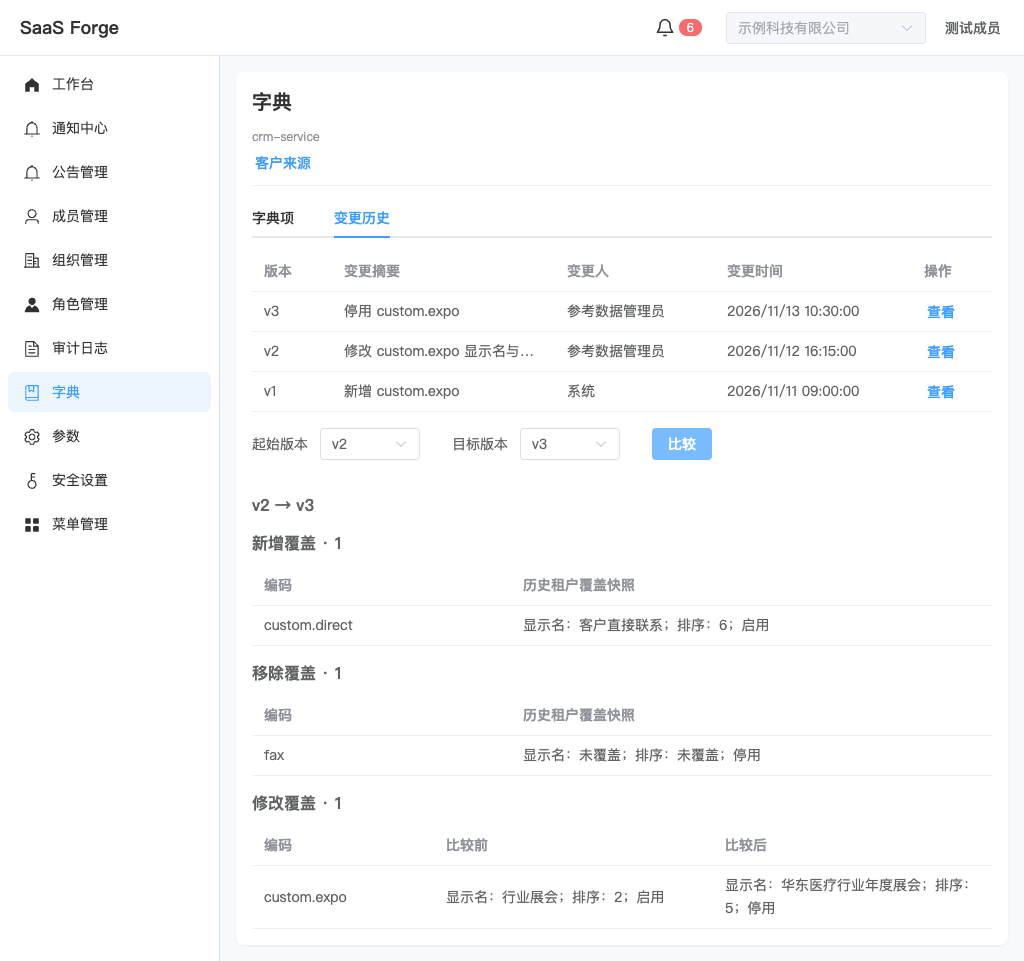 SaaS Forge
6
示例科技有限公司
测试成员
工作台
通知中心
公告管理
成员管理
组织管理
角色管理
审计日志
字典
参数
安全设置
菜单管理
字典
crm-service
客户来源
字典项 变更历史
版本 变更摘要 变更人 变更时间 操作
v3 停用 custom.expo 参考数据管理员 2026/11/13 10:30:00 查看
v2 修改 custom.expo 显示名与… 参考数据管理员 2026/11/12 16:15:00 查看
v1 新增 custom.expo 系统 2026/11/11 09:00:00 查看
起始版本 v2 目标版本 v3 比较
v2 → v3
新增覆盖 · 1
编码 历史租户覆盖快照
custom.direct 显示名：客户直接联系；排序：6；启用
移除覆盖 · 1
编码 历史租户覆盖快照
fax 显示名：未覆盖；排序：未覆盖；停用
修改覆盖 · 1
编码 比较前 比较后
custom.expo 显示名：行业展会；排序：2；启用 显示名：华东医疗行业年度展会；排序：
5；停用